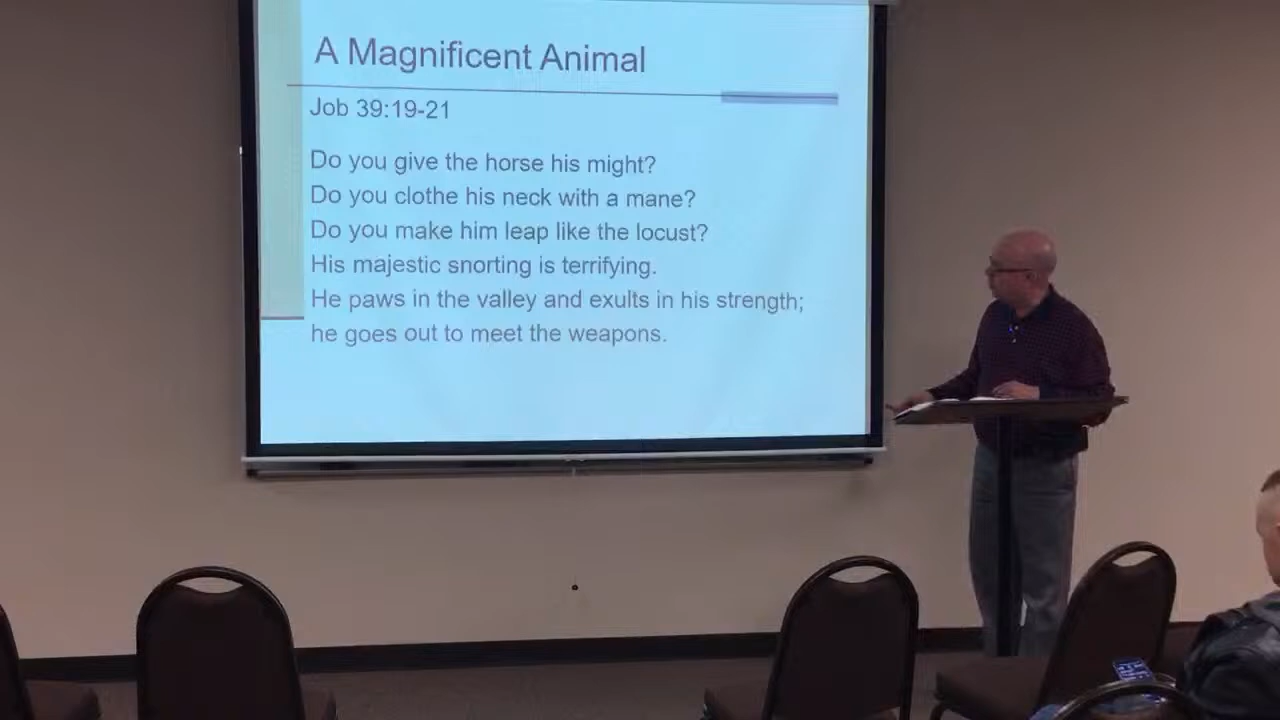 A Magnificent Animal
Job 39:19-21
Do you give the horse his might?
Do you clothe his neck with a mane?
Do you make him leap like the locust?
His majestic snorting is terrifying.
He paws in the valley and exults in his strength;
he goes out to meet the weapons.